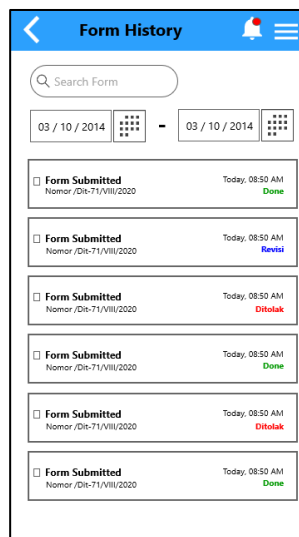 Form History
Search Form
03 / 10 / 2014 - 03 / 10 / 2014
Form Submitted Today, 08:50 AM
Nomor /Dit-71/VIII/2020 Done
Form Submitted Today, 08:50 AM
Nomor /Dit-71/VIII/2020 Revisi
Form Submitted Today, 08:50 AM
Nomor /Dit-71/VIII/2020 Ditolak
Form Submitted Today, 08:50 AM
Nomor /Dit-71/VIII/2020 Done
Form Submitted Today, 08:50 AM
Nomor /Dit-71/VIII/2020 Ditolak
Form Submitted Today, 08:50 AM
Nomor /Dit-71/VIII/2020 Done